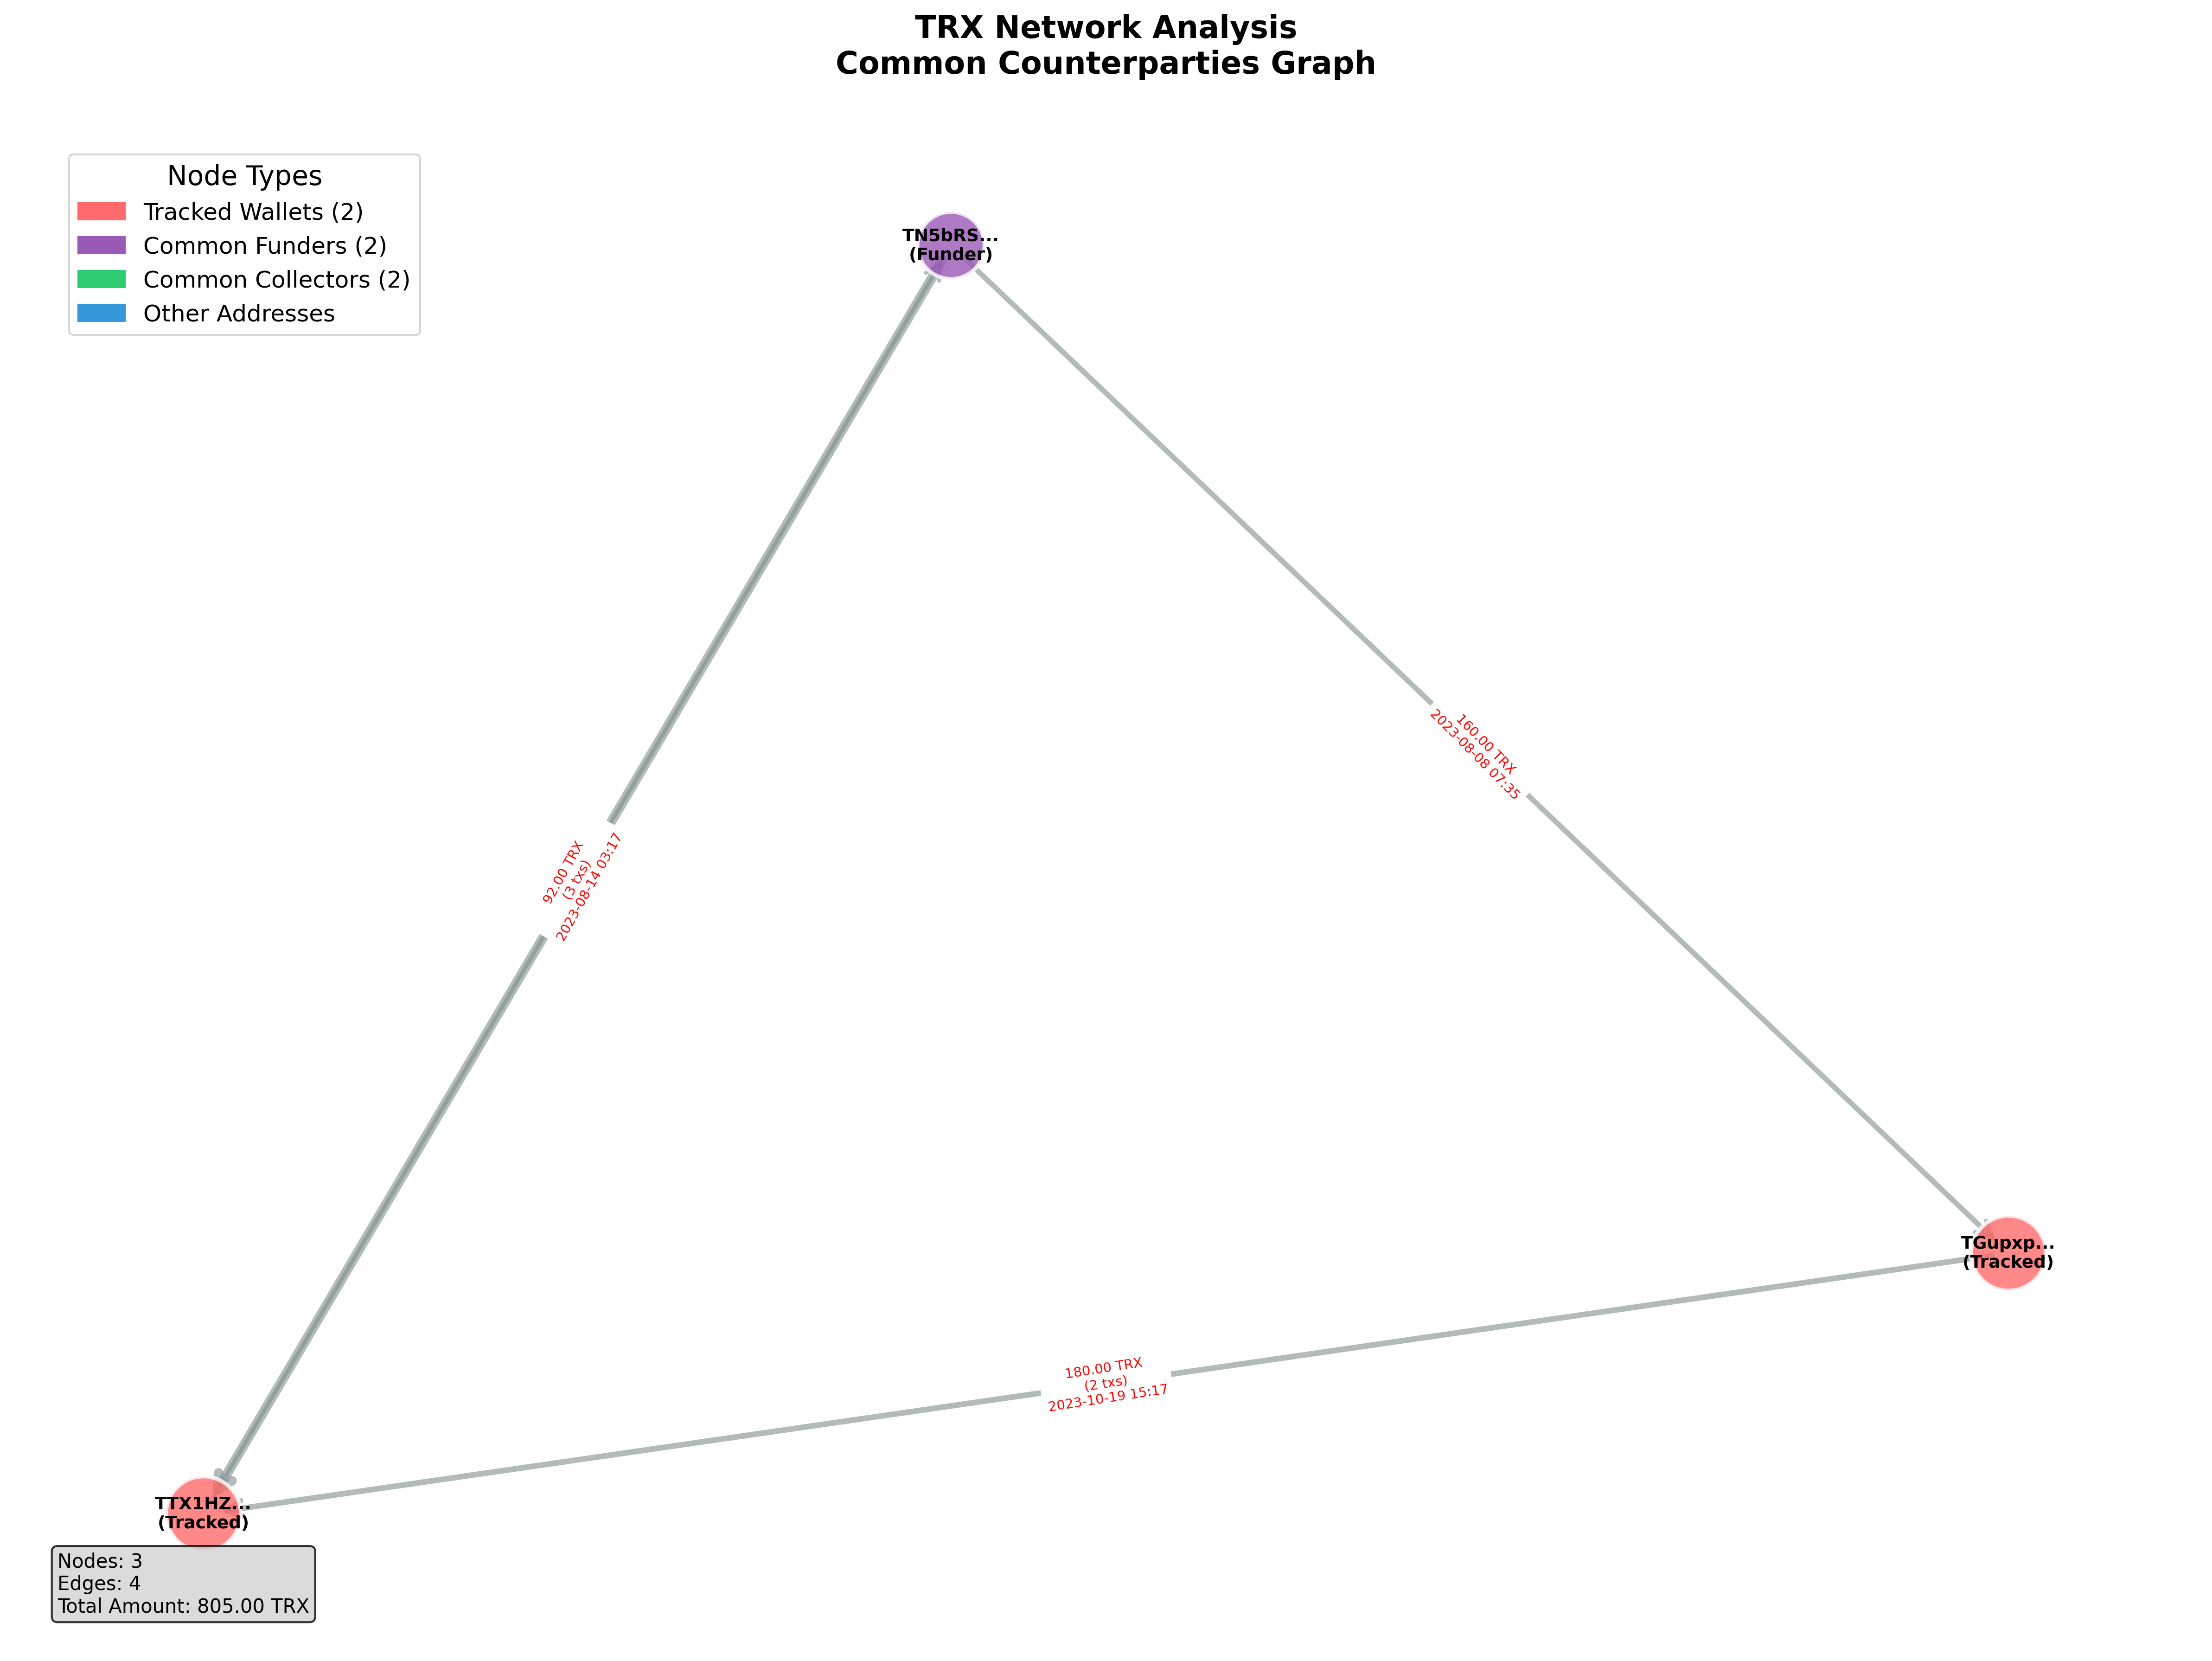 TRX Network Analysis
Common Counterparties Graph
Node Types
Tracked Wallets (2)
Common Funders (2)
Common Collectors (2)
Other Addresses
TN5bRS...
(Funder)
160.00 TRX
2023-08-08 07:35
92.00 TRX
(3 txs)
2023-08-14 03:17
TGupxp...
(Tracked)
180.00 TRX
(2 txs)
2023-10-19 15:17
TTX1HZ...
(Tracked)
Nodes: 3
Edges: 4
Total Amount: 805.00 TRX